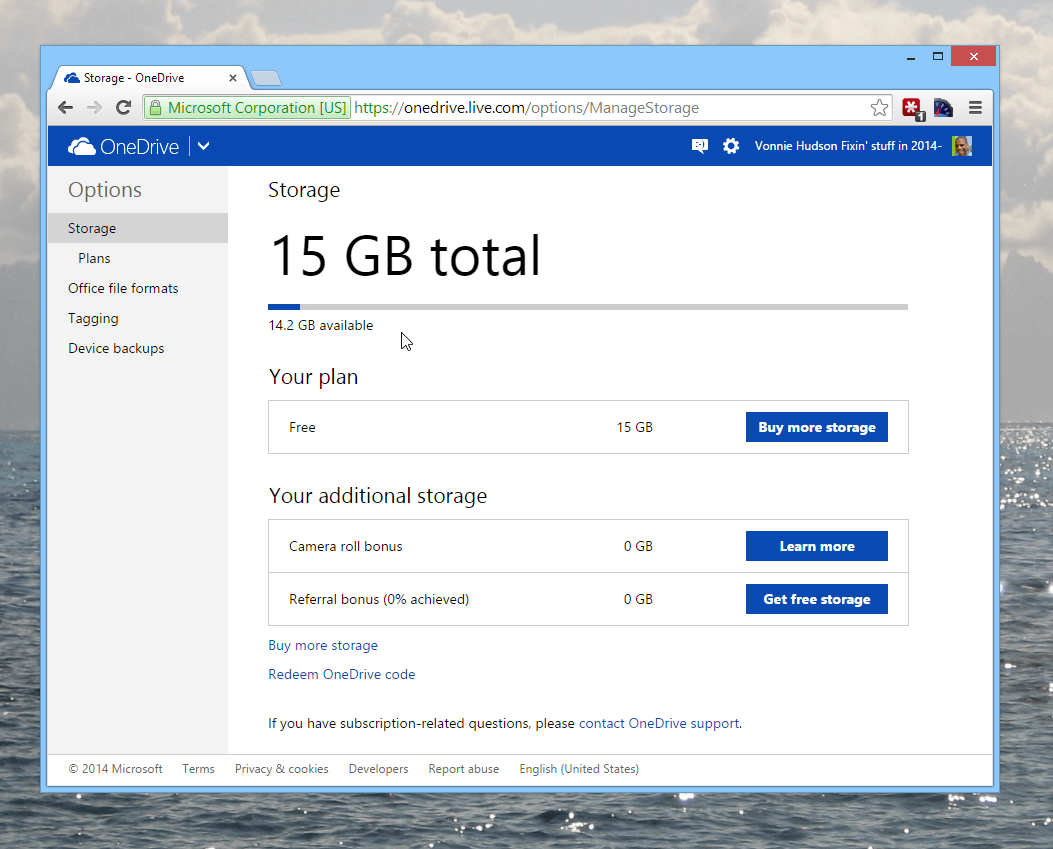 Storage - OneDrive
Microsoft Corporation [US] https://onedrive.live.com/options/ManageStorage
1
OneDrive
Vonnie Hudson Fixin' stuff in 2014-
Options
Storage
Plans
Office file formats
Tagging
Device backups
Storage
15 GB total
14.2 GB available
Your plan
Free 15 GB Buy more storage
Your additional storage
Camera roll bonus 0 GB Learn more
Referral bonus (0% achieved) 0 GB Get free storage
Buy more storage
Redeem OneDrive code
If you have subscription-related questions, please contact OneDrive support.
© 2014 Microsoft Terms Privacy & cookies Developers Report abuse English (United States)